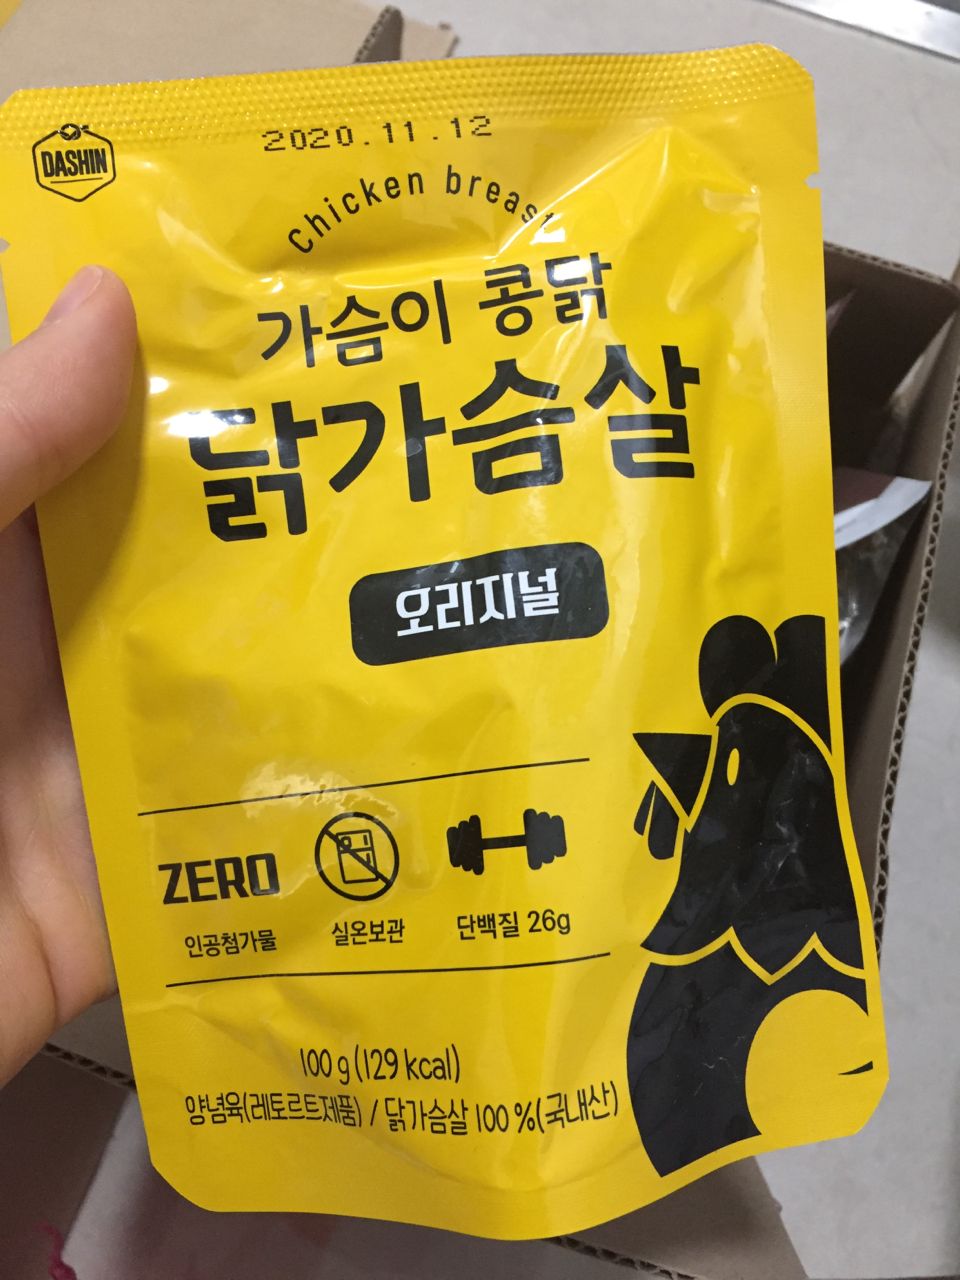 DASHIN
2020.11.12
Chicken breast
가슴이 콩닭
닭가슴살
오리지널
ZERO
인공첨가물
실온보관
단백질 26g
100 g (129 kcal)
양념육(레토르트제품) / 닭가슴살 100 %(국내산)